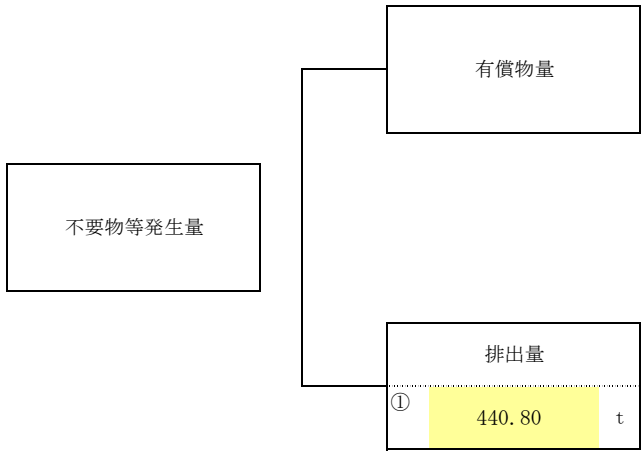 有償物量
不要物等発生量
排出量
①
440.80 t